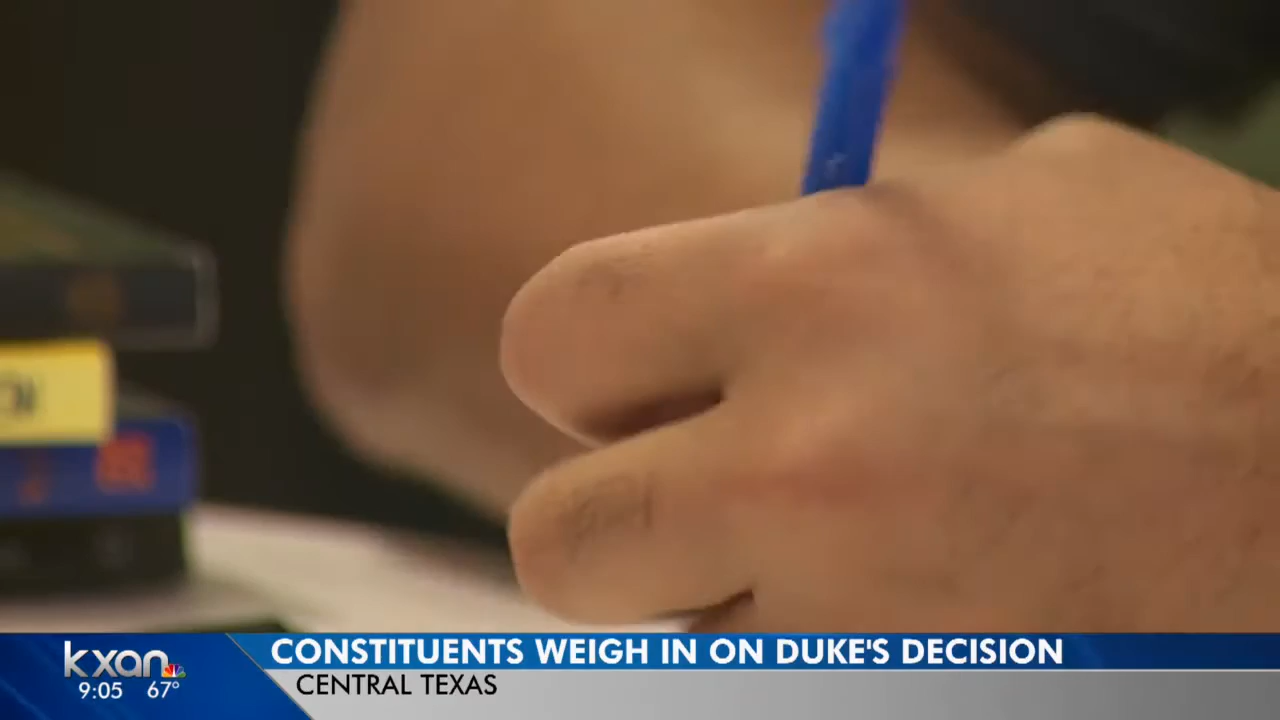 kxan
9:05 67°
CONSTITUENTS WEIGH IN ON DUKE'S DECISION
CENTRAL TEXAS